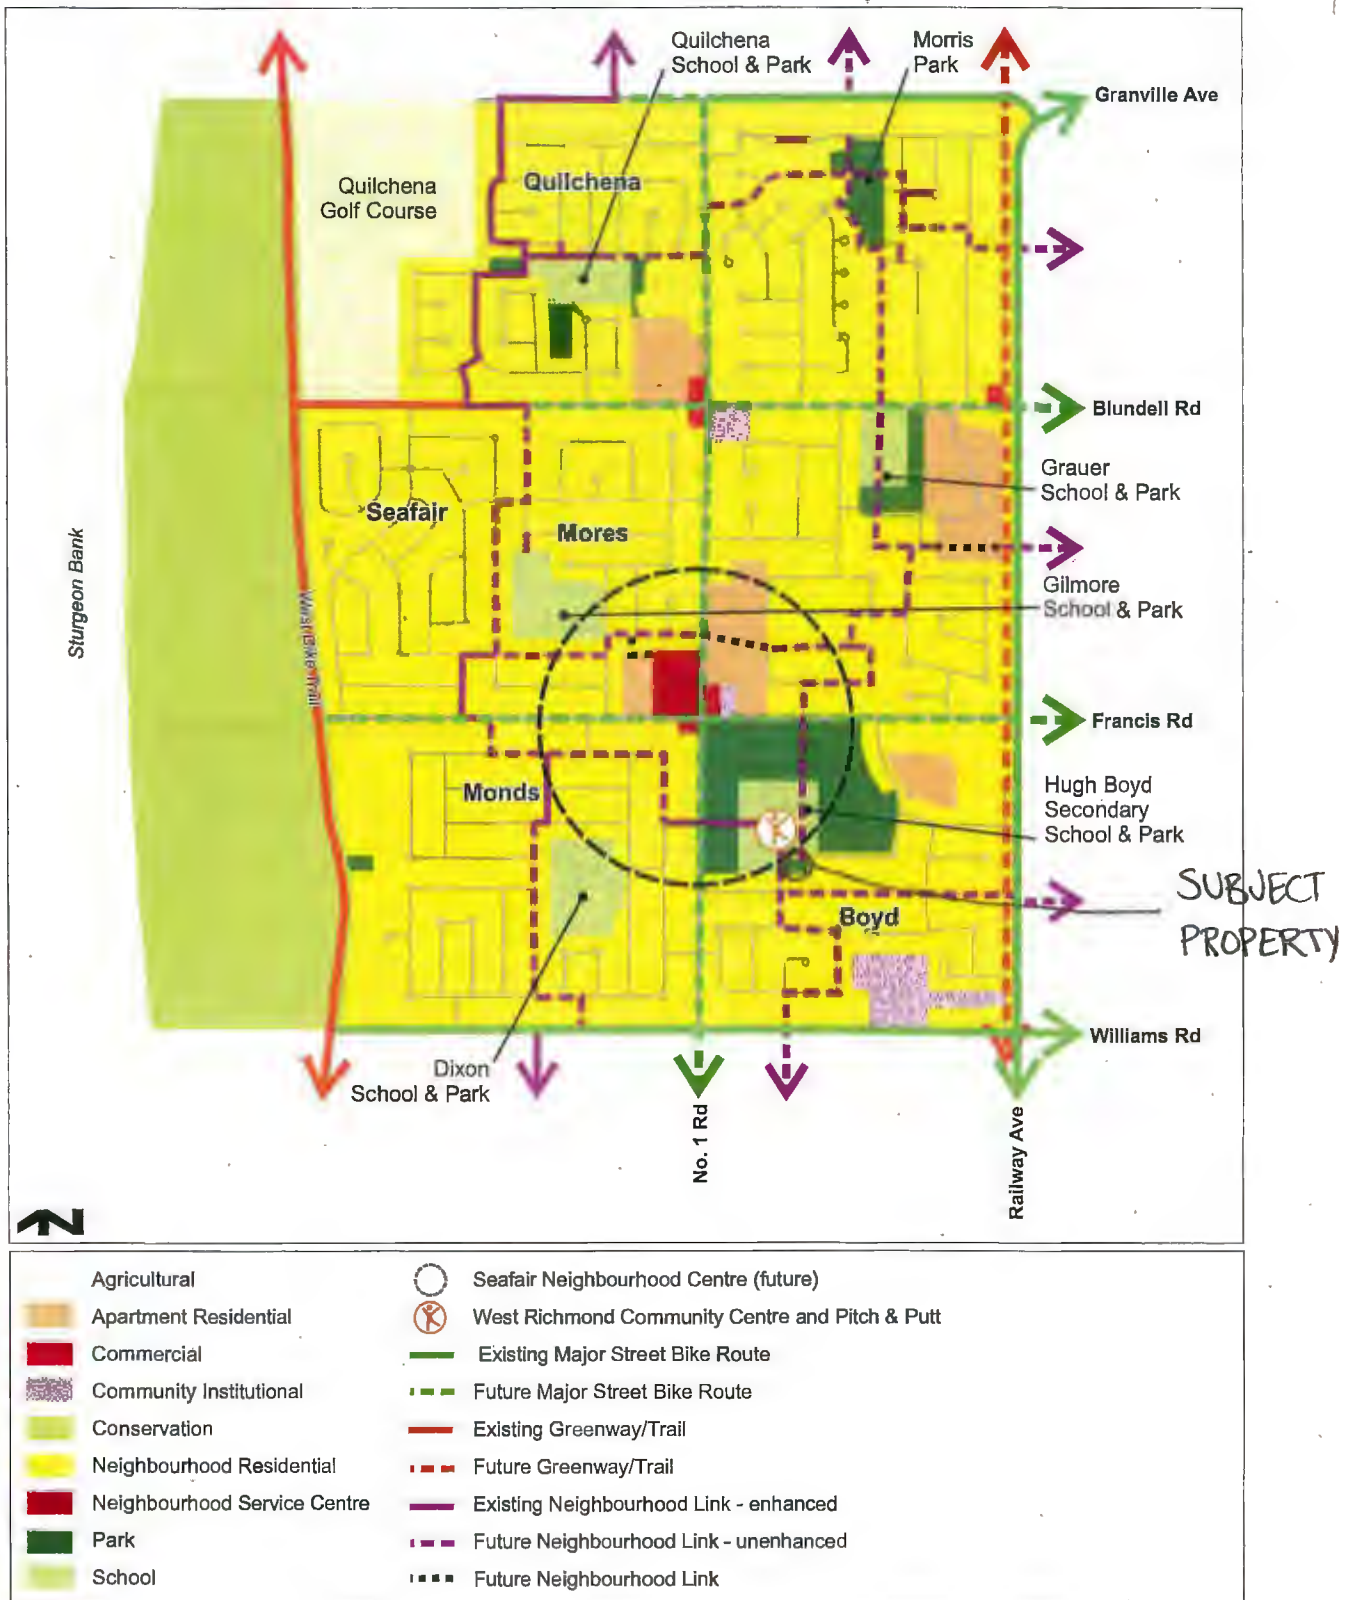 Quilchena
School & Park
Morris
Park
Granville Ave
Quilchena
Golf Course
Quilchena
Blundell Rd
Grauer
School & Park
Seafair
Mores
Sturgeon Bank
Gilmore
School & Park
West Dike Trail
Francis Rd
Monds
Hugh Boyd
Secondary
School & Park
SUBJECT
PROPERTY
Boyd
Williams Rd
Dixon
School & Park
No. 1 Rd
Railway Ave
N
Agricultural
Apartment Residential
Commercial
Community Institutional
Conservation
Neighbourhood Residential
Neighbourhood Service Centre
Park
School
Seafair Neighbourhood Centre (future)
West Richmond Community Centre and Pitch & Putt
Existing Major Street Bike Route
Future Major Street Bike Route
Existing Greenway/Trail
Future Greenway/Trail
Existing Neighbourhood Link - enhanced
Future Neighbourhood Link - unenhanced
Future Neighbourhood Link